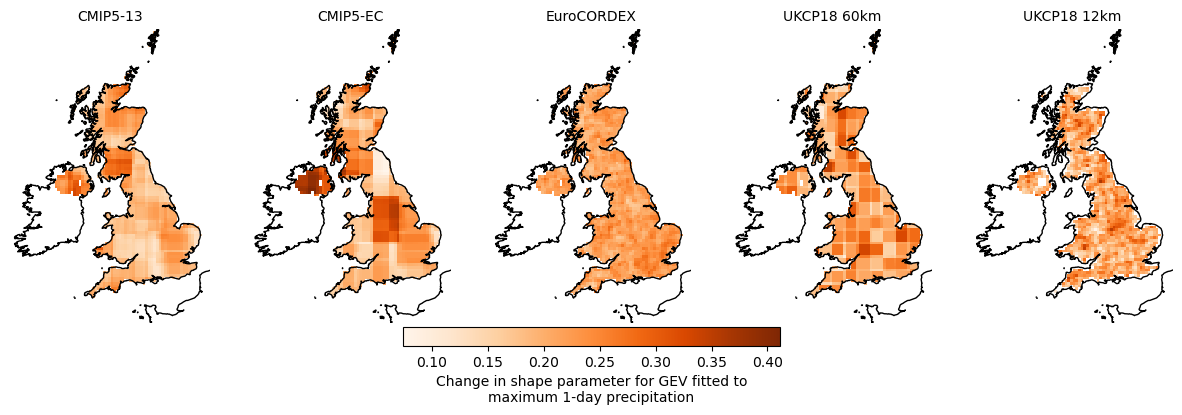 CMIP5-13
CMIP5-EC
EuroCORDEX
UKCP18 60km
UKCP18 12km
0.10 0.15 0.20 0.25 0.30 0.35 0.40
Change in shape parameter for GEV fitted to
maximum 1-day precipitation